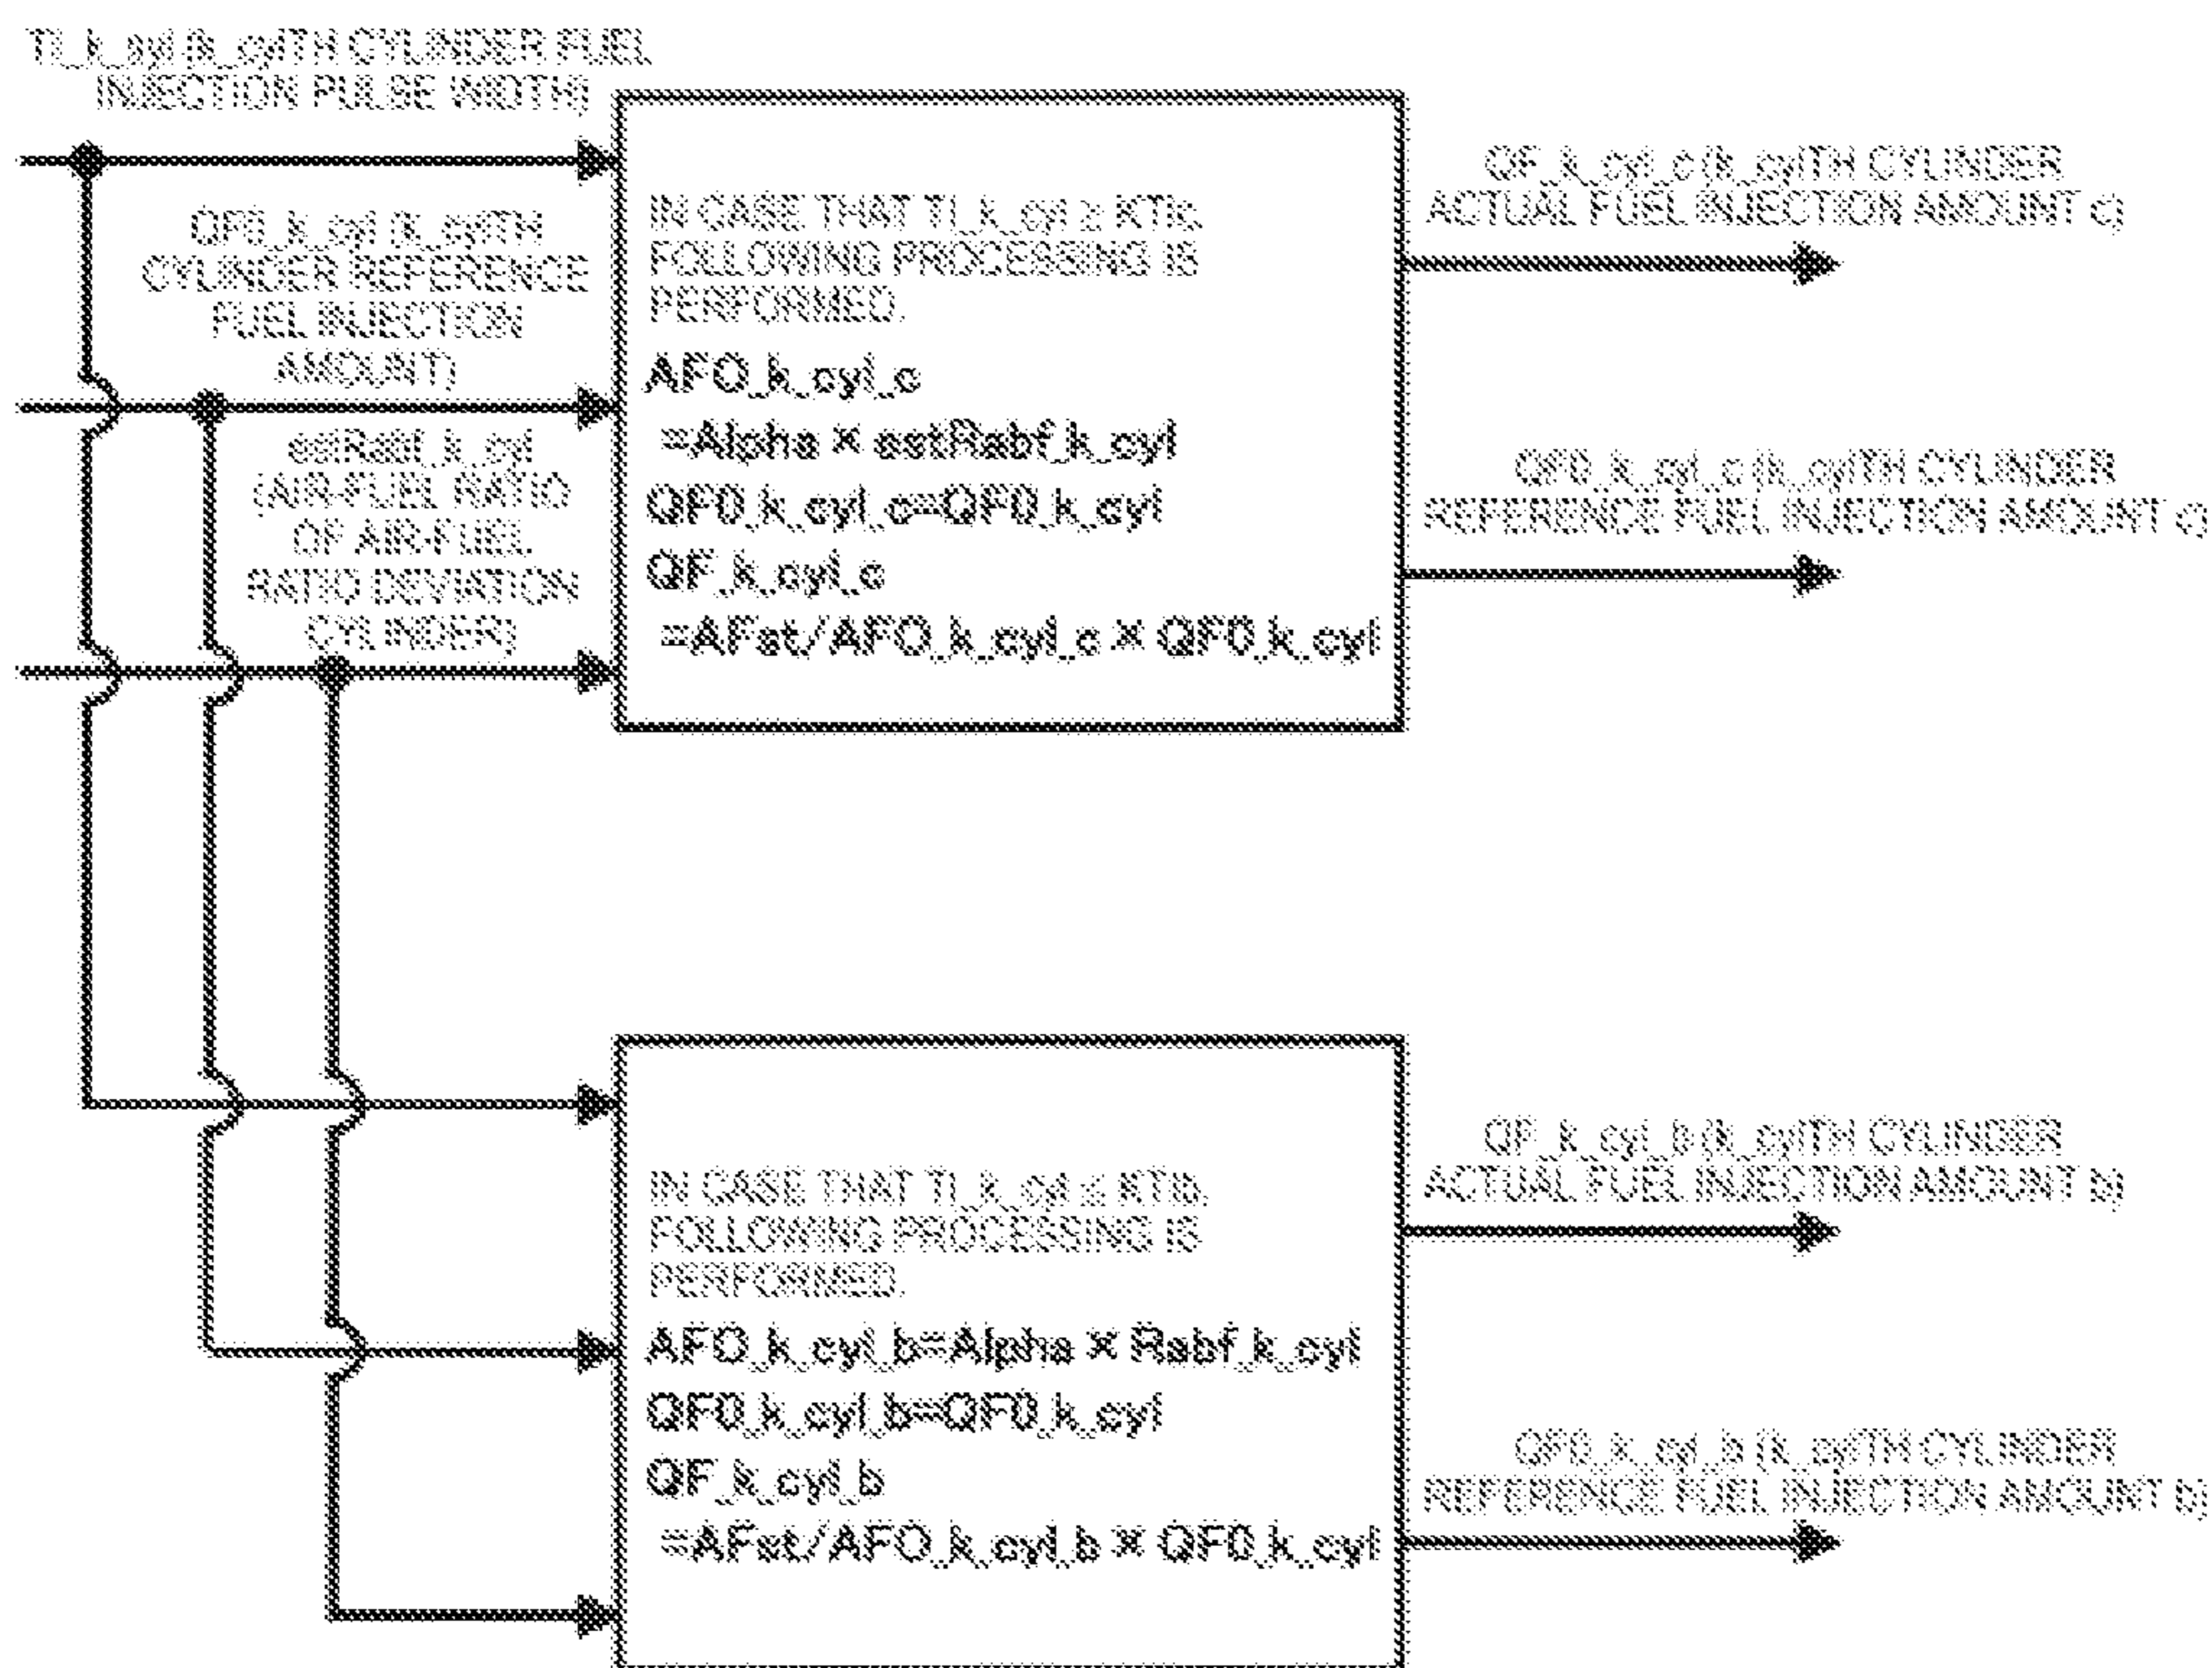 TI_k_cyl (k_cylTH CYLINDER FUEL
INJECTION PULSE WIDTH)
QF0_k_cyl (k_cylTH
CYLINDER REFERENCE
FUEL INJECTION
AMOUNT)
estRabf_k_cyl
(AIR-FUEL RATIO
OF AIR-FUEL
RATIO DEVIATION
CYLINDER)
IN CASE THAT TI_k_cyl ≥ KTIc,
FOLLOWING PROCESSING IS
PERFORMED.
AFO_k_cyl_c
=Alpha × estRabf_k_cyl
QF0_k_cyl_c=QF0_k_cyl
QF_k_cyl_c
=AFst/AFO_k_cyl_c × QF0_k_cyl
QF_k_cyl_c (k_cylTH CYLINDER
ACTUAL FUEL INJECTION AMOUNT c)
QF0_k_cyl_c (k_cylTH CYLINDER
REFERENCE FUEL INJECTION AMOUNT c)
IN CASE THAT TI_k_cyl ≤ KTIb,
FOLLOWING PROCESSING IS
PERFORMED.
AFO_k_cyl_b=Alpha × Rabf_k_cyl
QF0_k_cyl_b=QF0_k_cyl
QF_k_cyl_b
=AFst/AFO_k_cyl_b × QF0_k_cyl
QF_k_cyl_b (k_cylTH CYLINDER
ACTUAL FUEL INJECTION AMOUNT b)
QF0_k_cyl_b (k_cylTH CYLINDER
REFERENCE FUEL INJECTION AMOUNT b)